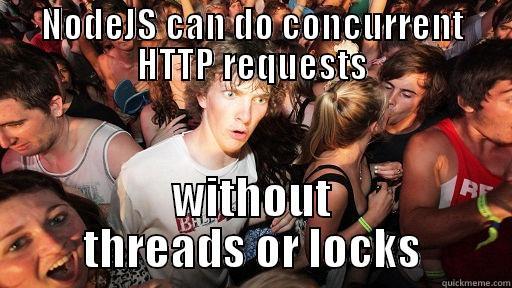 NodeJS can do concurrent
HTTP requests
without
threads or locks
quickmeme.com